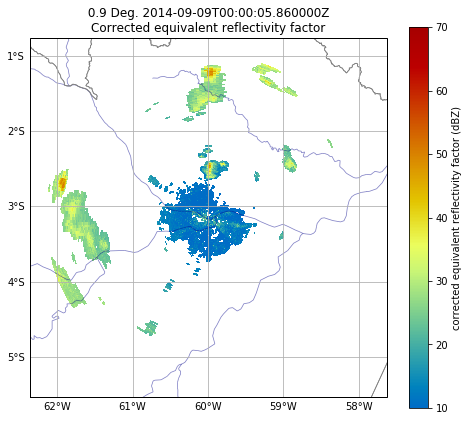 0.9 Deg. 2014-09-09T00:00:05.860000Z
Corrected equivalent reflectivity factor
1°S
2°S
3°S
4°S
5°S
62°W
61°W
60°W
59°W
58°W
70
60
50
40
30
20
10
corrected equivalent reflectivity factor (dBZ)